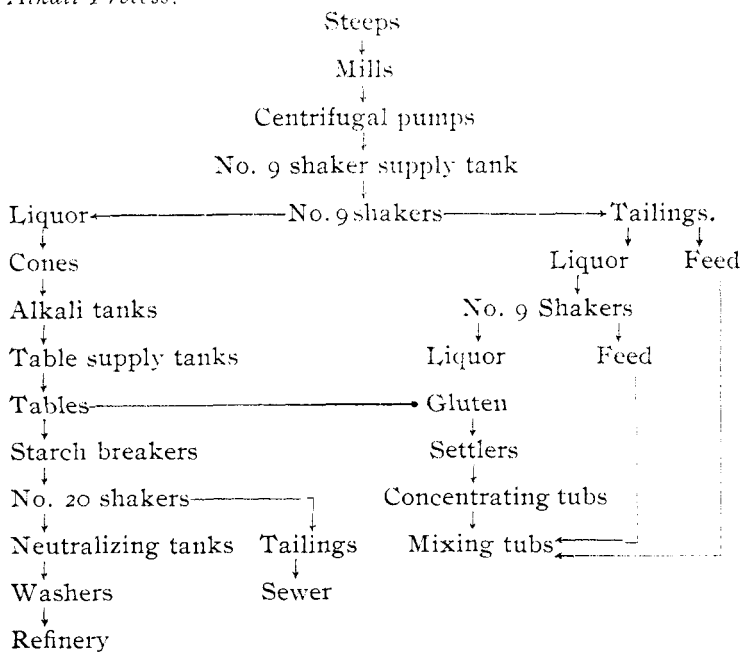 Alkali Process.
Steeps
Mills
Centrifugal pumps
No. 9 shaker supply tank
Liquor No. 9 shakers Tailings.
Cones Liquor Feed
Alkali tanks No. 9 Shakers
Table supply tanks Liquor Feed
Tables Gluten
Starch breakers Settlers
No. 20 shakers Concentrating tubs
Neutralizing tanks Tailings Mixing tubs
Washers Sewer
Refinery